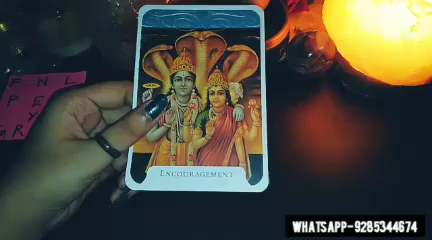 F N L
P E
Y
R
ENCOURAGEMENT
WHATSAPP-9285344674